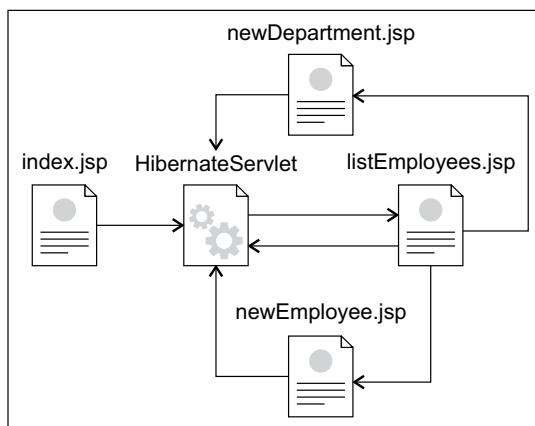 newDepartment.jsp
index.jsp
HibernateServlet
listEmployees.jsp
newEmployee.jsp